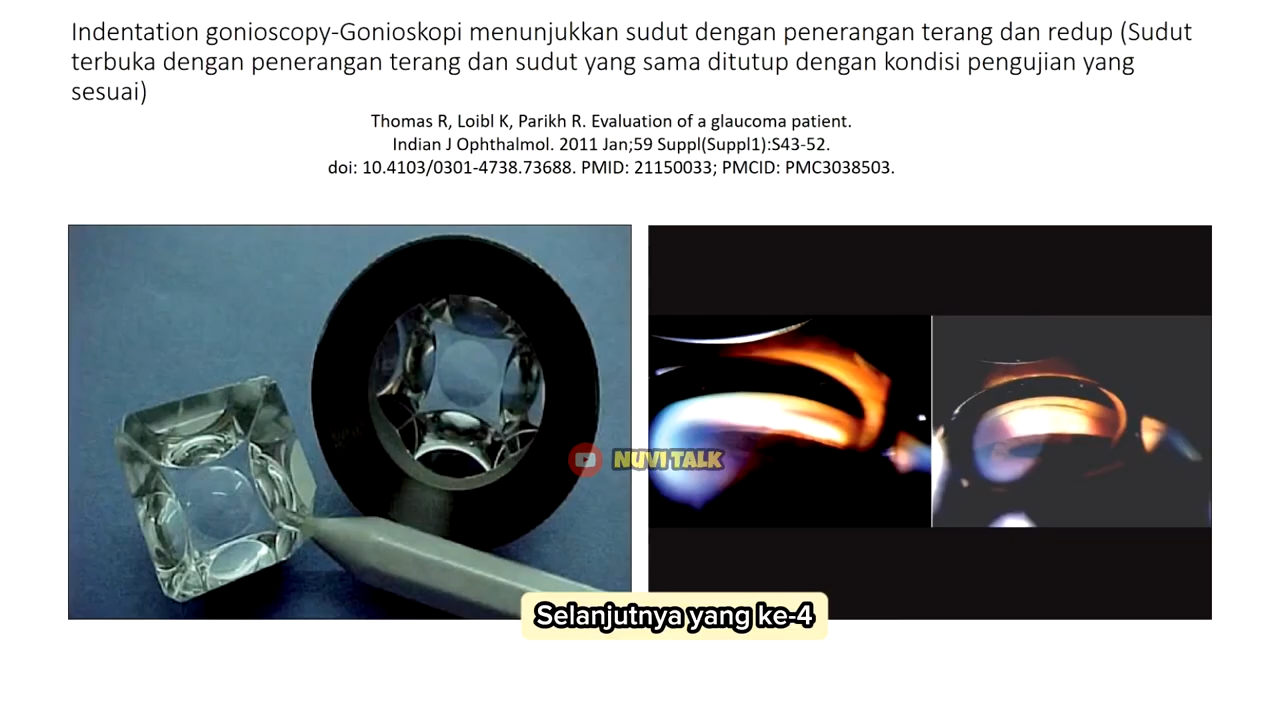 Indentation gonioscopy-Gonioskopi menunjukkan sudut dengan penerangan terang dan redup (Sudut
terbuka dengan penerangan terang dan sudut yang sama ditutup dengan kondisi pengujian yang
sesuai)
Thomas R, Loibl K, Parikh R. Evaluation of a glaucoma patient.
Indian J Ophthalmol. 2011 Jan;59 Suppl(Suppl1):S43-52.
doi: 10.4103/0301-4738.73688. PMID: 21150033; PMCID: PMC3038503.
NUVI TALK
Selanjutnya yang ke-4